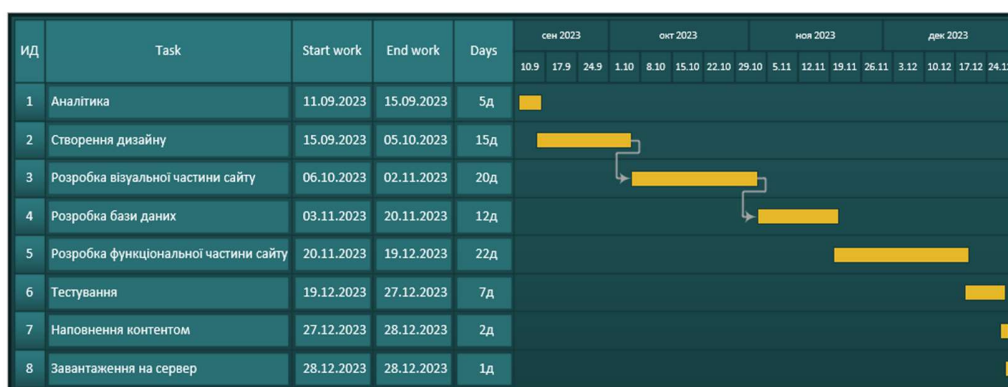 ИД Task Start work End work Days сен 2023 окт 2023 ноя 2023 дек 2023
10.9 17.9 24.9 1.10 8.10 15.10 22.10 29.10 5.11 12.11 19.11 26.11 3.12 10.12 17.12
1 Аналітика 11.09.2023 15.09.2023 5д
2 Створення дизайну 15.09.2023 05.10.2023 15д
3 Розробка візуальної частини сайту 06.10.2023 02.11.2023 20д
4 Розробка бази даних 03.11.2023 20.11.2023 12д
5 Розробка функціональної частини сайту 20.11.2023 19.12.2023 22д
6 Тестування 19.12.2023 27.12.2023 7д
7 Наповнення контентом 27.12.2023 28.12.2023 2д
8 Завантаження на сервер 28.12.2023 28.12.2023 1д